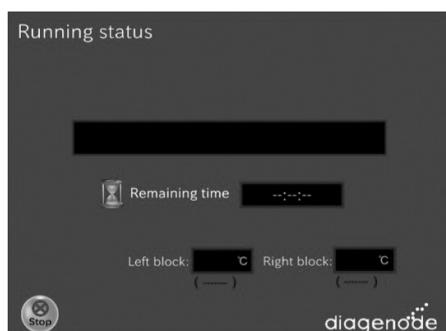 Running status
Remaining time --:--:--
Left block: °C Right block: °C
(------) (------)
Stop
diagenode